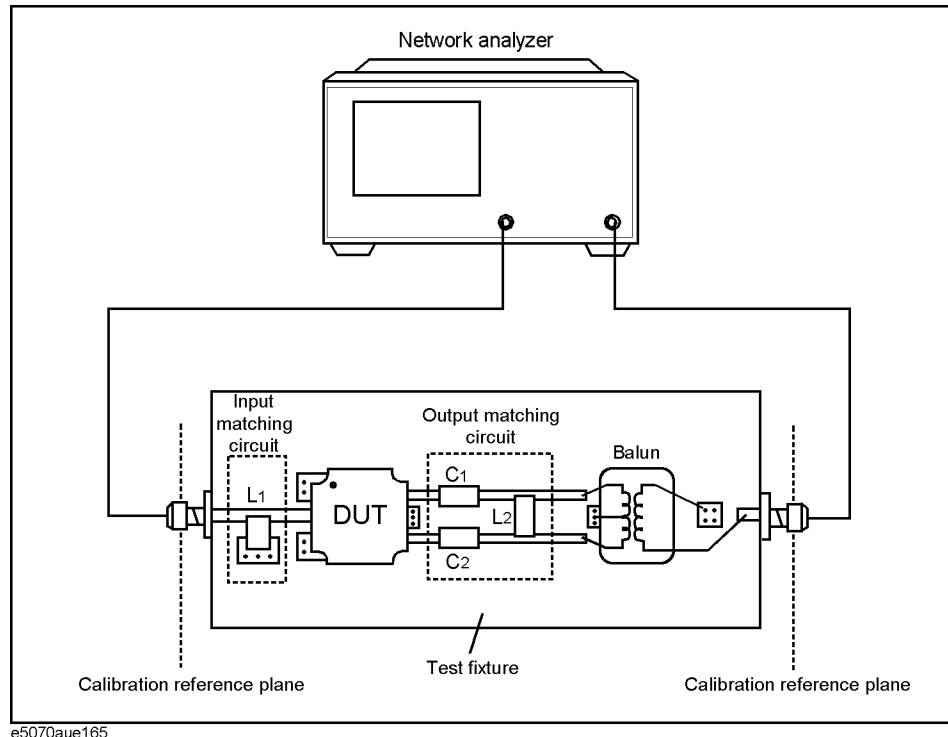 Network analyzer
Input
matching
circuit
Output matching
circuit
Balun
L1
C1
DUT
L2
C2
Test fixture
Calibration reference plane
Calibration reference plane
e5070aue165